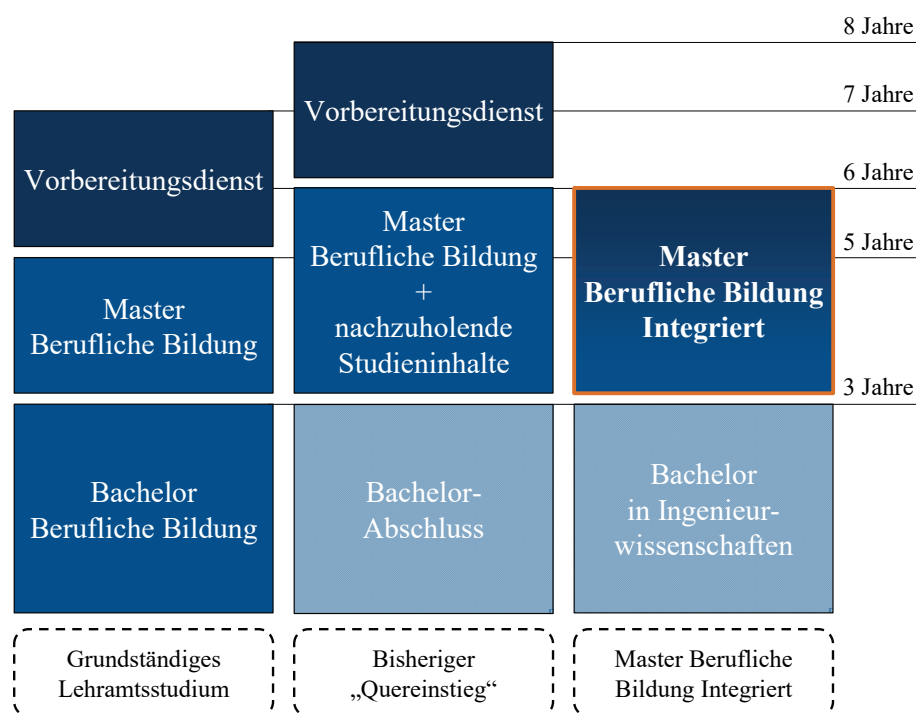 8 Jahre
7 Jahre
6 Jahre
5 Jahre
3 Jahre
Vorbereitungsdienst
Master
Berufliche Bildung
Bachelor
Berufliche Bildung
Grundständiges
Lehramtsstudium
Vorbereitungsdienst
Master
Berufliche Bildung
+
nachzuholende
Studieninhalte
Bachelor-
Abschluss
Bisheriger
„Quereinstieg“
Master
Berufliche Bildung
Integriert
Bachelor
in Ingenieur-
wissenschaften
Master Berufliche
Bildung Integriert